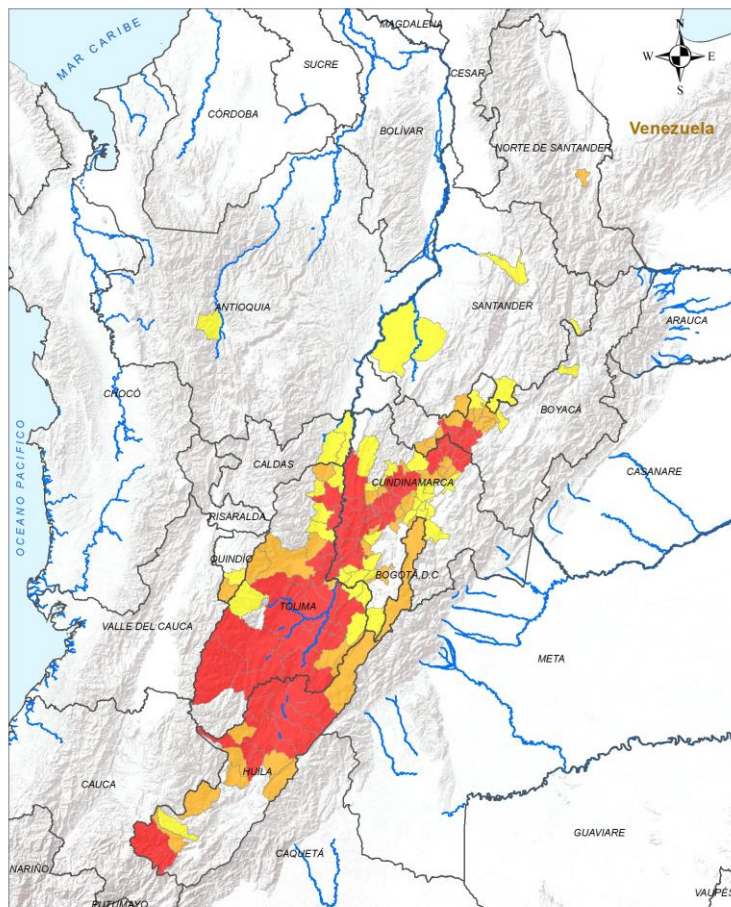 MAGDALENA
N
MAR CARIBE
SUCRE
CESAR
W
E
S
CÓRDOBA
BOLÍVAR
Venezuela
NORTE DE SANTANDER
ANTIOQUIA
SANTANDER
ARAUCA
CHOCÓ
BOYACÁ
OCEANO PACIFICO
CALDAS
CASANARE
CUNDINAMARCA
RISARALDA
QUINDÍO
BOGOTÁ, D.C
TOLIMA
VALLE DEL CAUCA
META
HUILA
CAUCA
GUAVIARE
NARIÑO
CAQUETÁ
PUTUMAYO
VAUPÉS